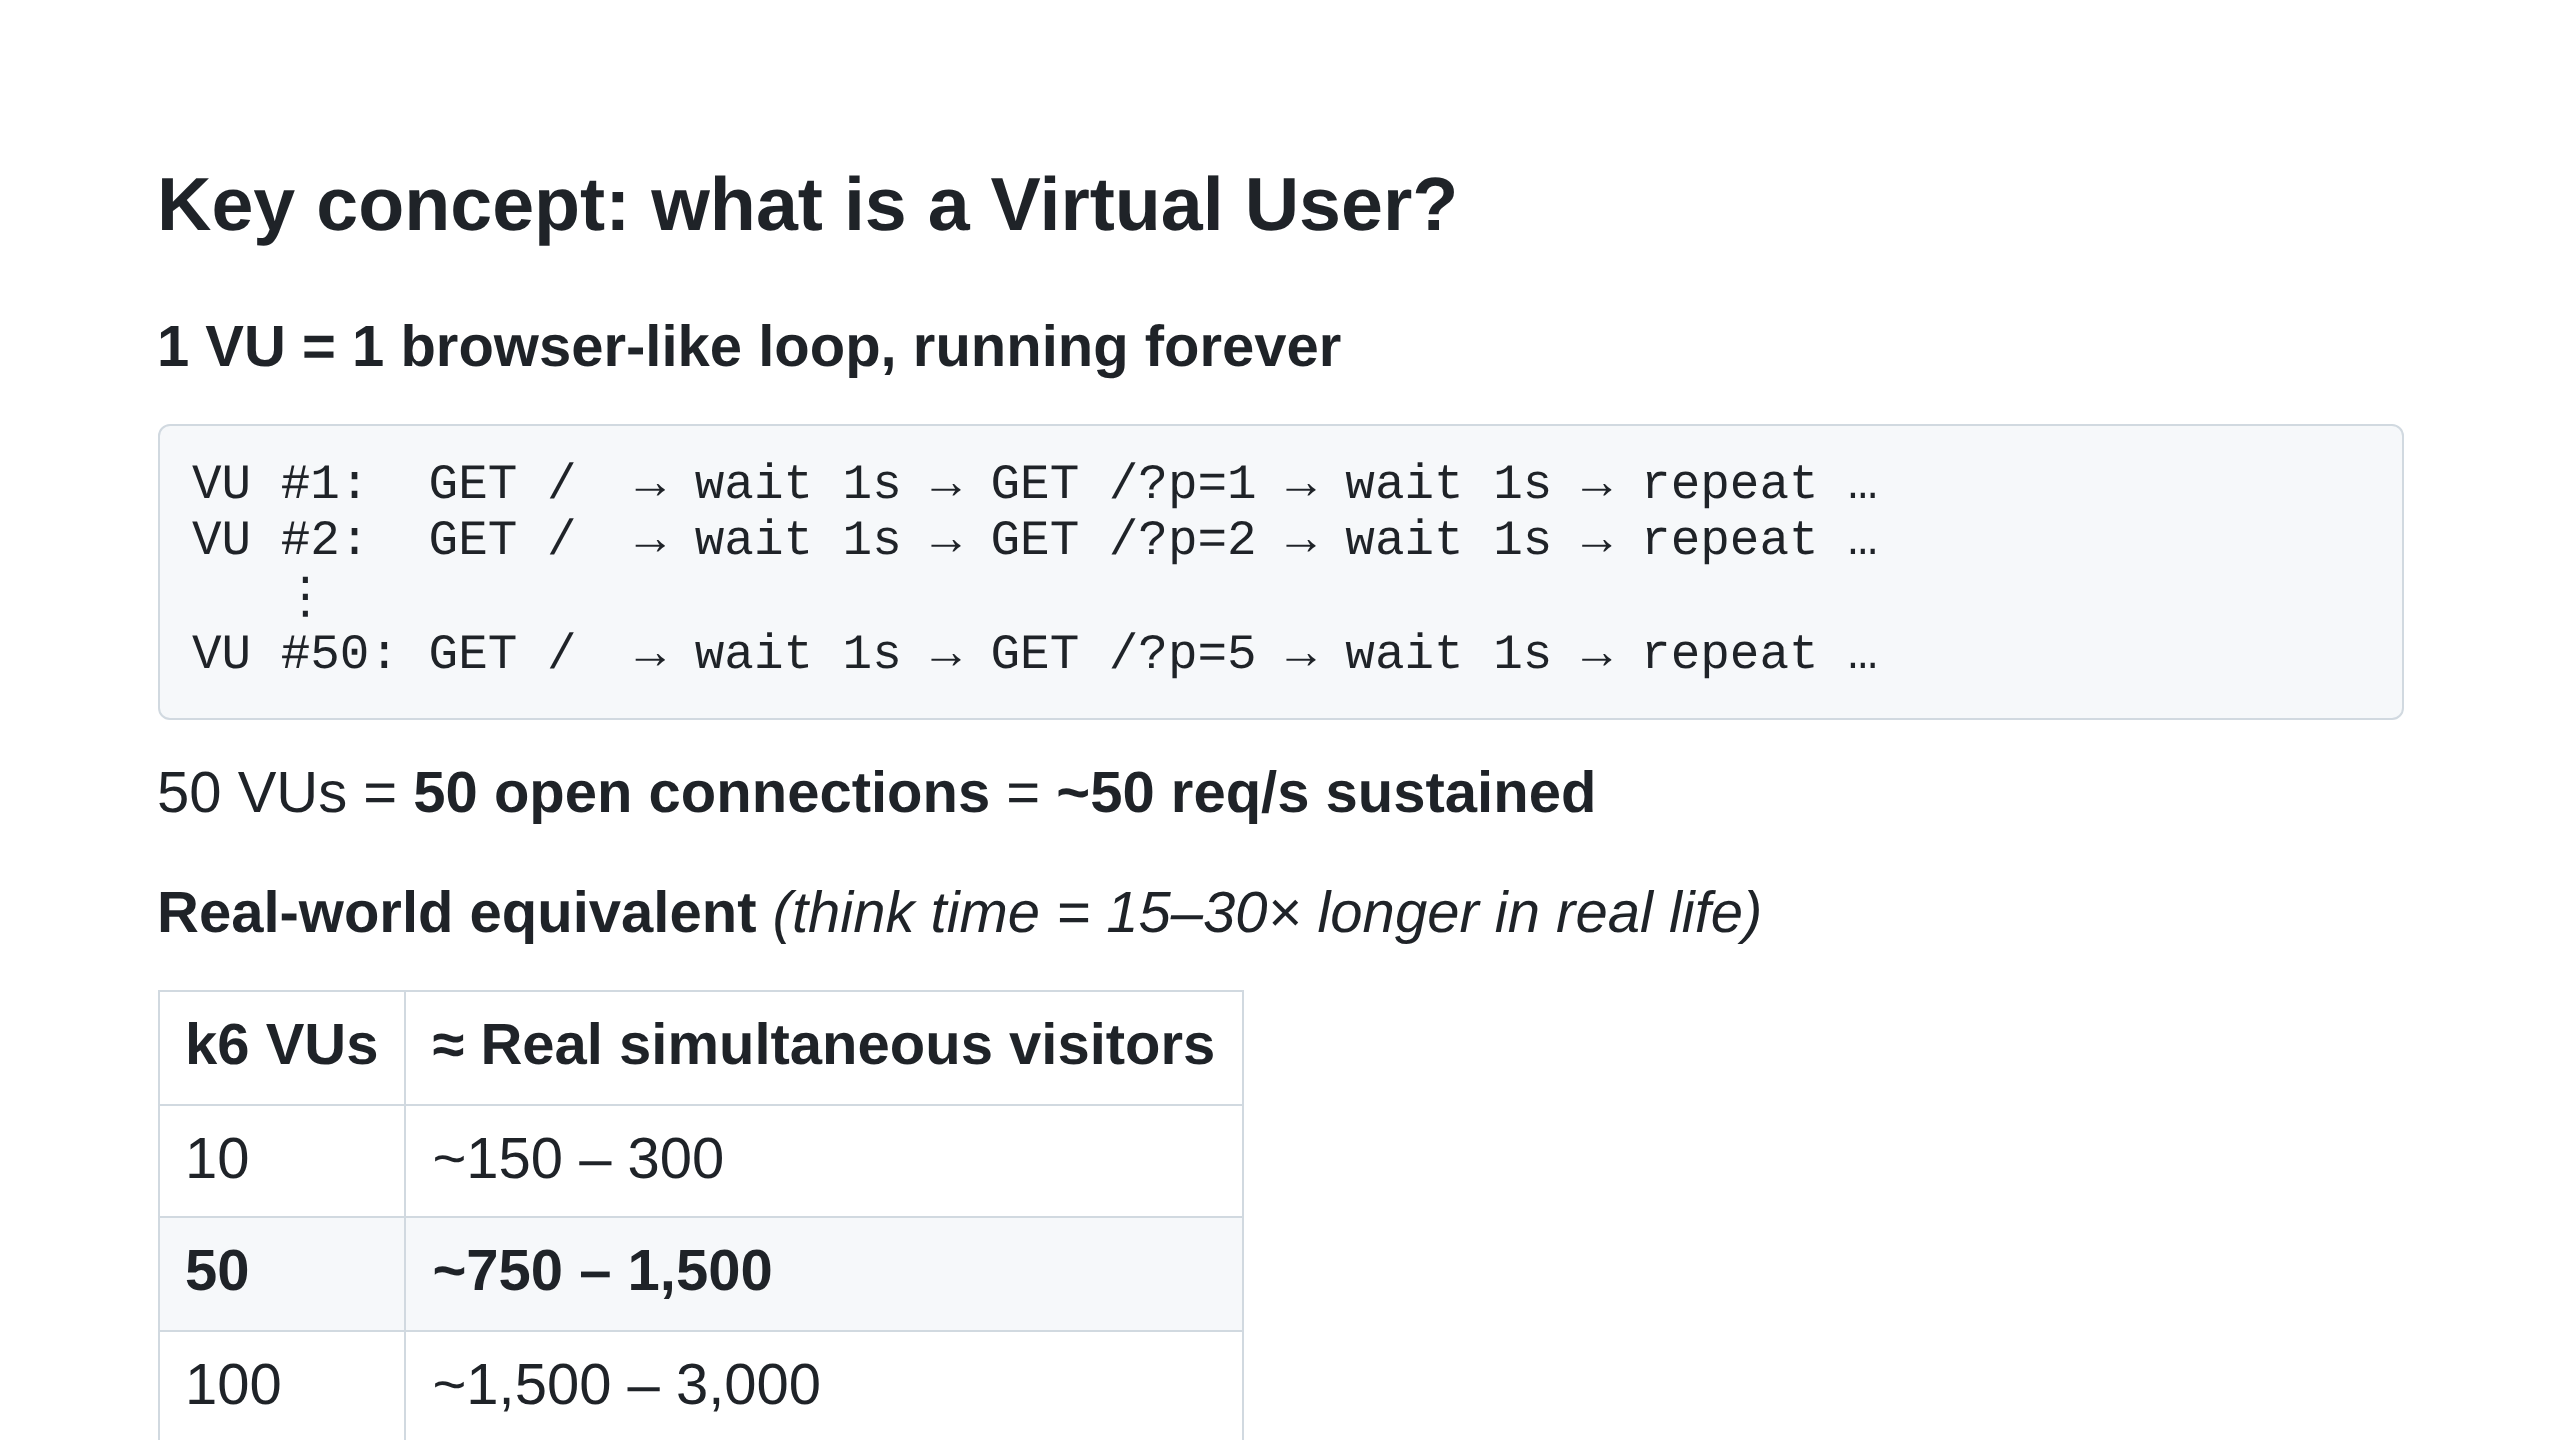 Key concept: what is a Virtual User?
1 VU = 1 browser-like loop, running forever
VU #1:  GET /  → wait 1s → GET /?p=1 → wait 1s → repeat …
VU #2:  GET /  → wait 1s → GET /?p=2 → wait 1s → repeat …
⋮
VU #50: GET /  → wait 1s → GET /?p=5 → wait 1s → repeat …
50 VUs = 50 open connections = ~50 req/s sustained
Real-world equivalent (think time = 15–30× longer in real life)
k6 VUs ≈ Real simultaneous visitors
10 ~150 – 300
50 ~750 – 1,500
100 ~1,500 – 3,000